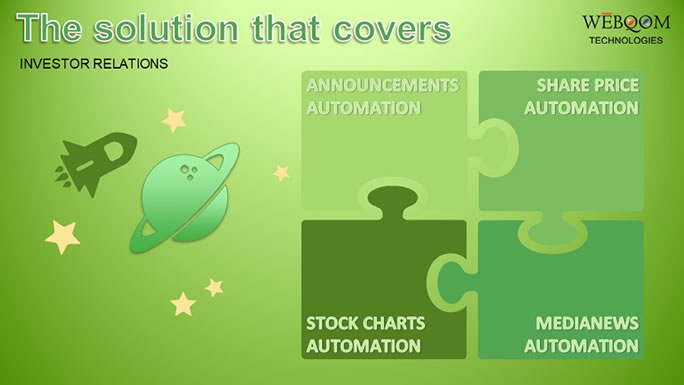 The solution that covers
WEBQOM
TECHNOLOGIES
INVESTOR RELATIONS
ANNOUNCEMENTS
AUTOMATION
SHARE PRICE
AUTOMATION
STOCK CHARTS
AUTOMATION
MEDIANEWS
AUTOMATION